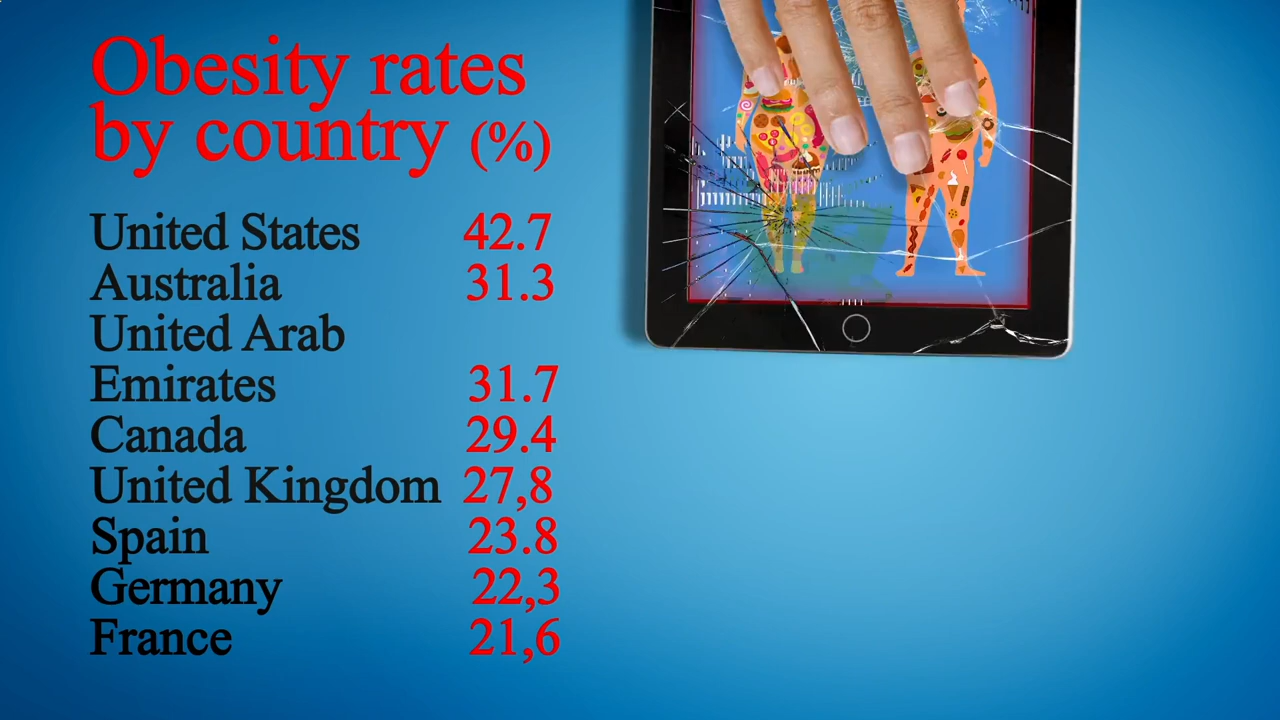 Obesity rates
by country (%)
United States 42.7
Australia 31.3
United Arab
Emirates 31.7
Canada 29.4
United Kingdom 27,8
Spain 23.8
Germany 22,3
France 21,6